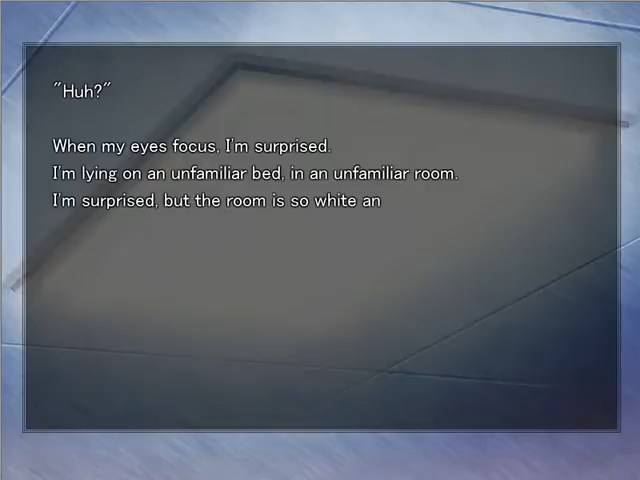 "Huh?"
When my eyes focus, I'm surprised.
I'm lying on an unfamiliar bed, in an unfamiliar room.
I'm surprised, but the room is so white an